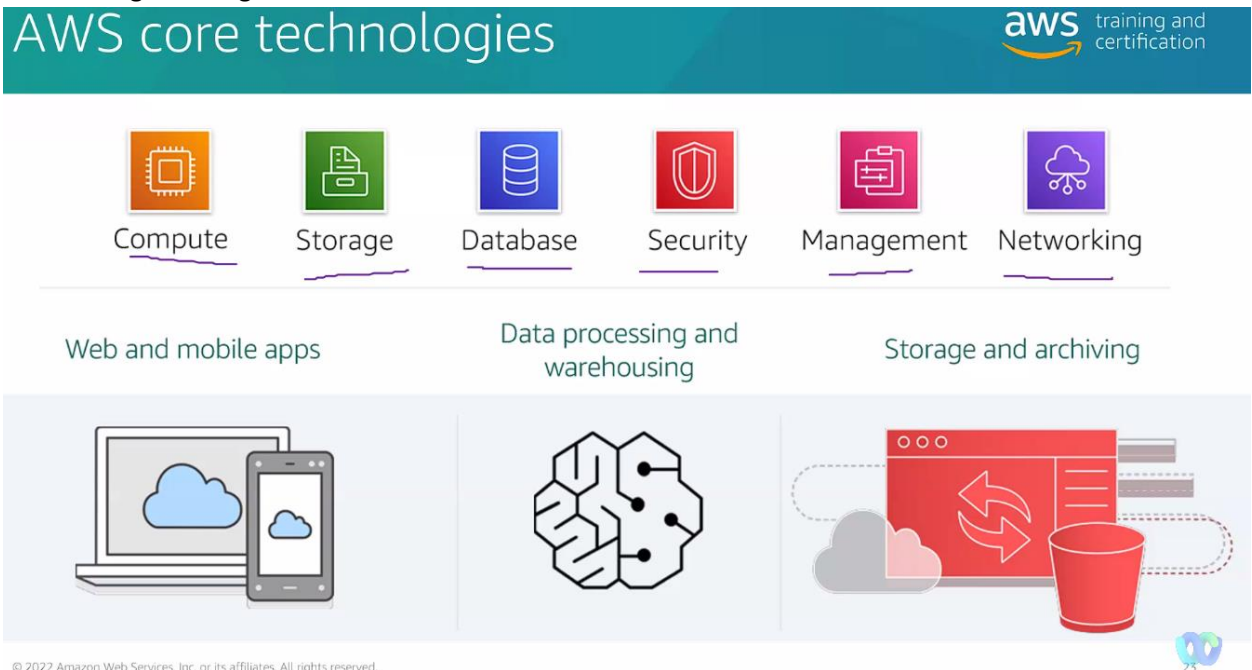 AWS core technologies
aws training and
certification
Compute Storage Database Security Management Networking
Web and mobile apps
Data processing and
warehousing
Storage and archiving
© 2022 Amazon Web Services, Inc. or its affiliates. All rights reserved.
23